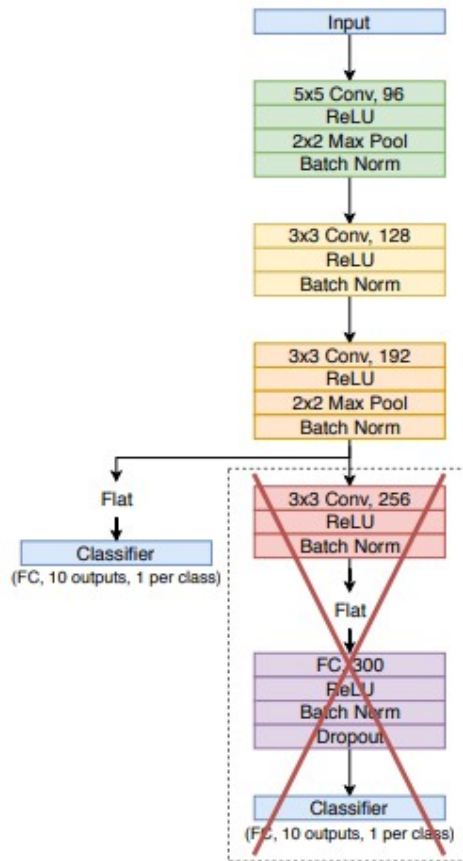 Input
5x5 Conv, 96
ReLU
2x2 Max Pool
Batch Norm
3x3 Conv, 128
ReLU
Batch Norm
3x3 Conv, 192
ReLU
2x2 Max Pool
Batch Norm
Flat
Classifier
(FC, 10 outputs, 1 per class)
3x3 Conv, 256
ReLU
Batch Norm
Flat
FC, 300
ReLU
Batch Norm
Dropout
Classifier
(FC, 10 outputs, 1 per class)